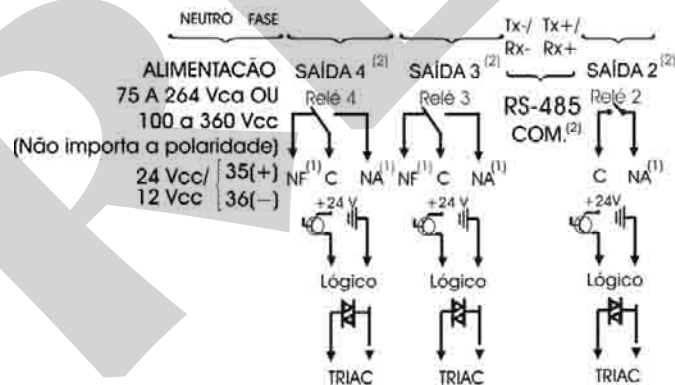 NEUTRO FASE
Tx-/ Tx+/
Rx- Rx+
ALIMENTACÃO SAÍDA 4 (2) SAÍDA 3 (2) SAÍDA 2 (2)
75 A 264 Vca OU Relé 4 Relé 3 RS-485 Relé 2
100 a 360 Vcc COM.(2)
(Não importa a polaridade)
24 Vcc/ 35(+) NF(1) C NA(1) NF(1) C NA(1) C NA(1)
12 Vcc 36(−)
+24 V +24 V +24V
Lógico Lógico Lógico
TRIAC TRIAC TRIAC